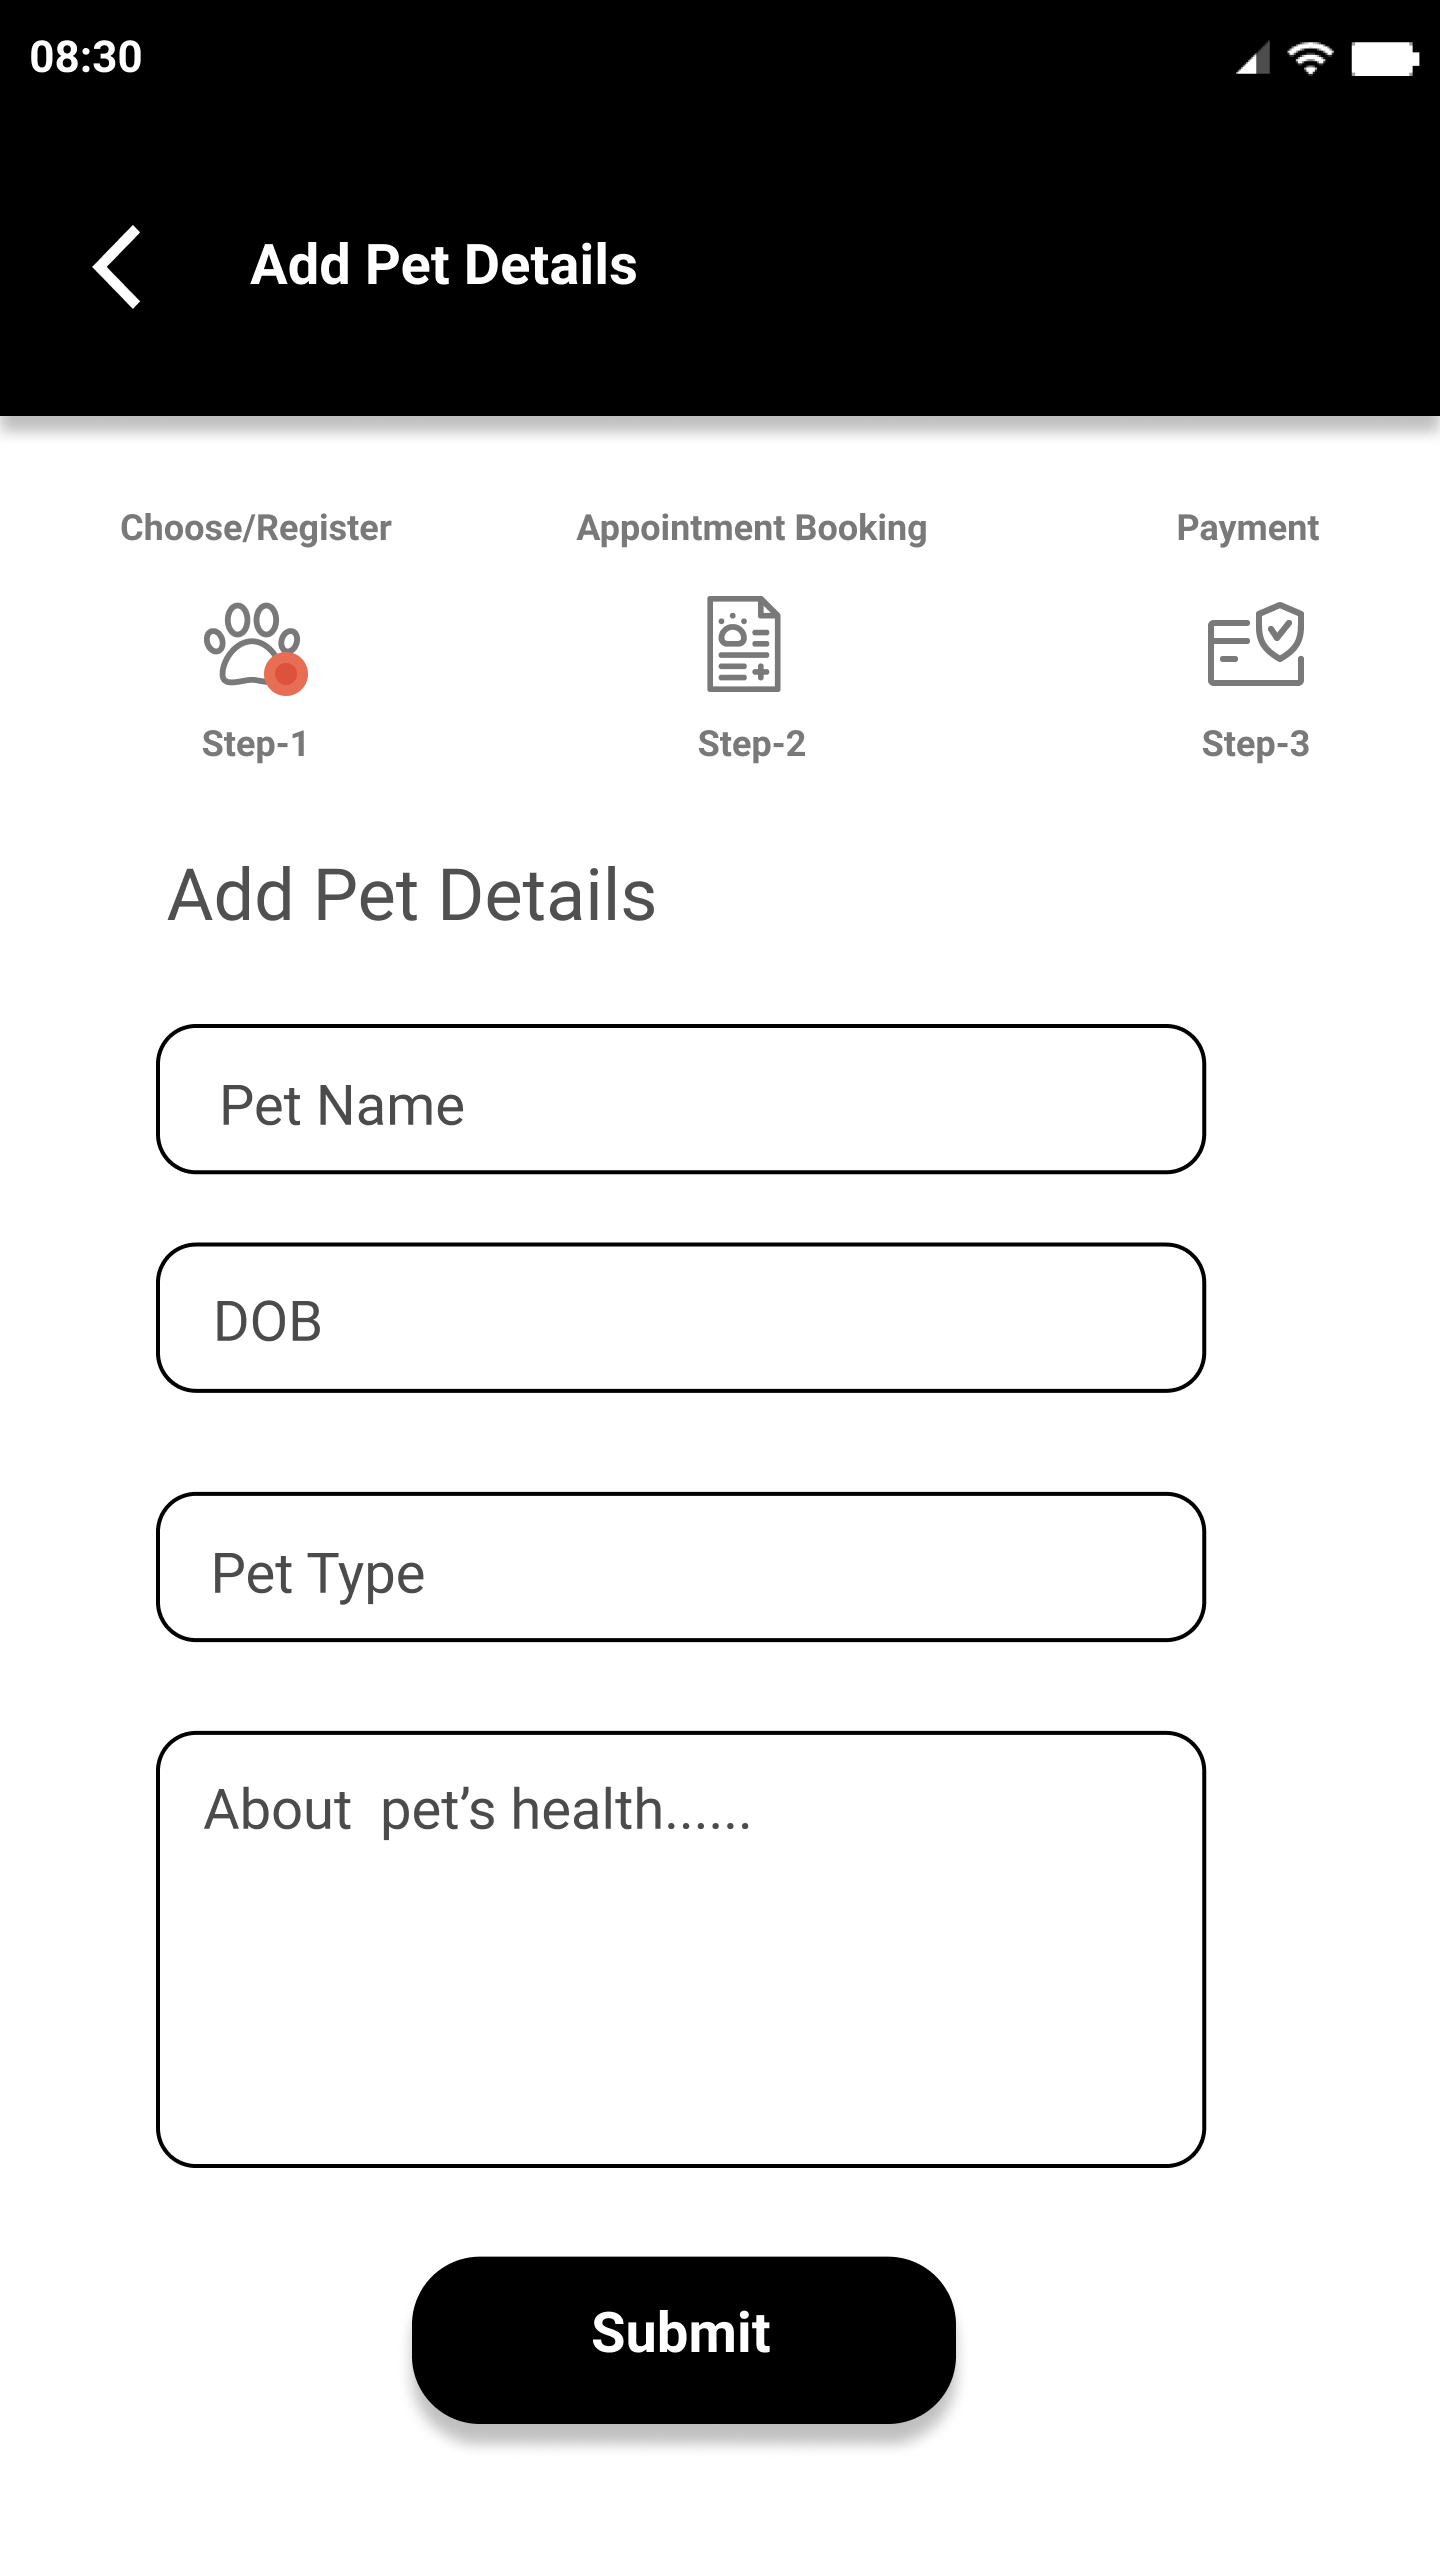 08:30
Add Pet Details
Choose/Register
Appointment Booking
Payment
Step-1
Step-2
Step-3
Add Pet Details
Pet Name
DOB
Pet Type
About  pet’s health......
Submit